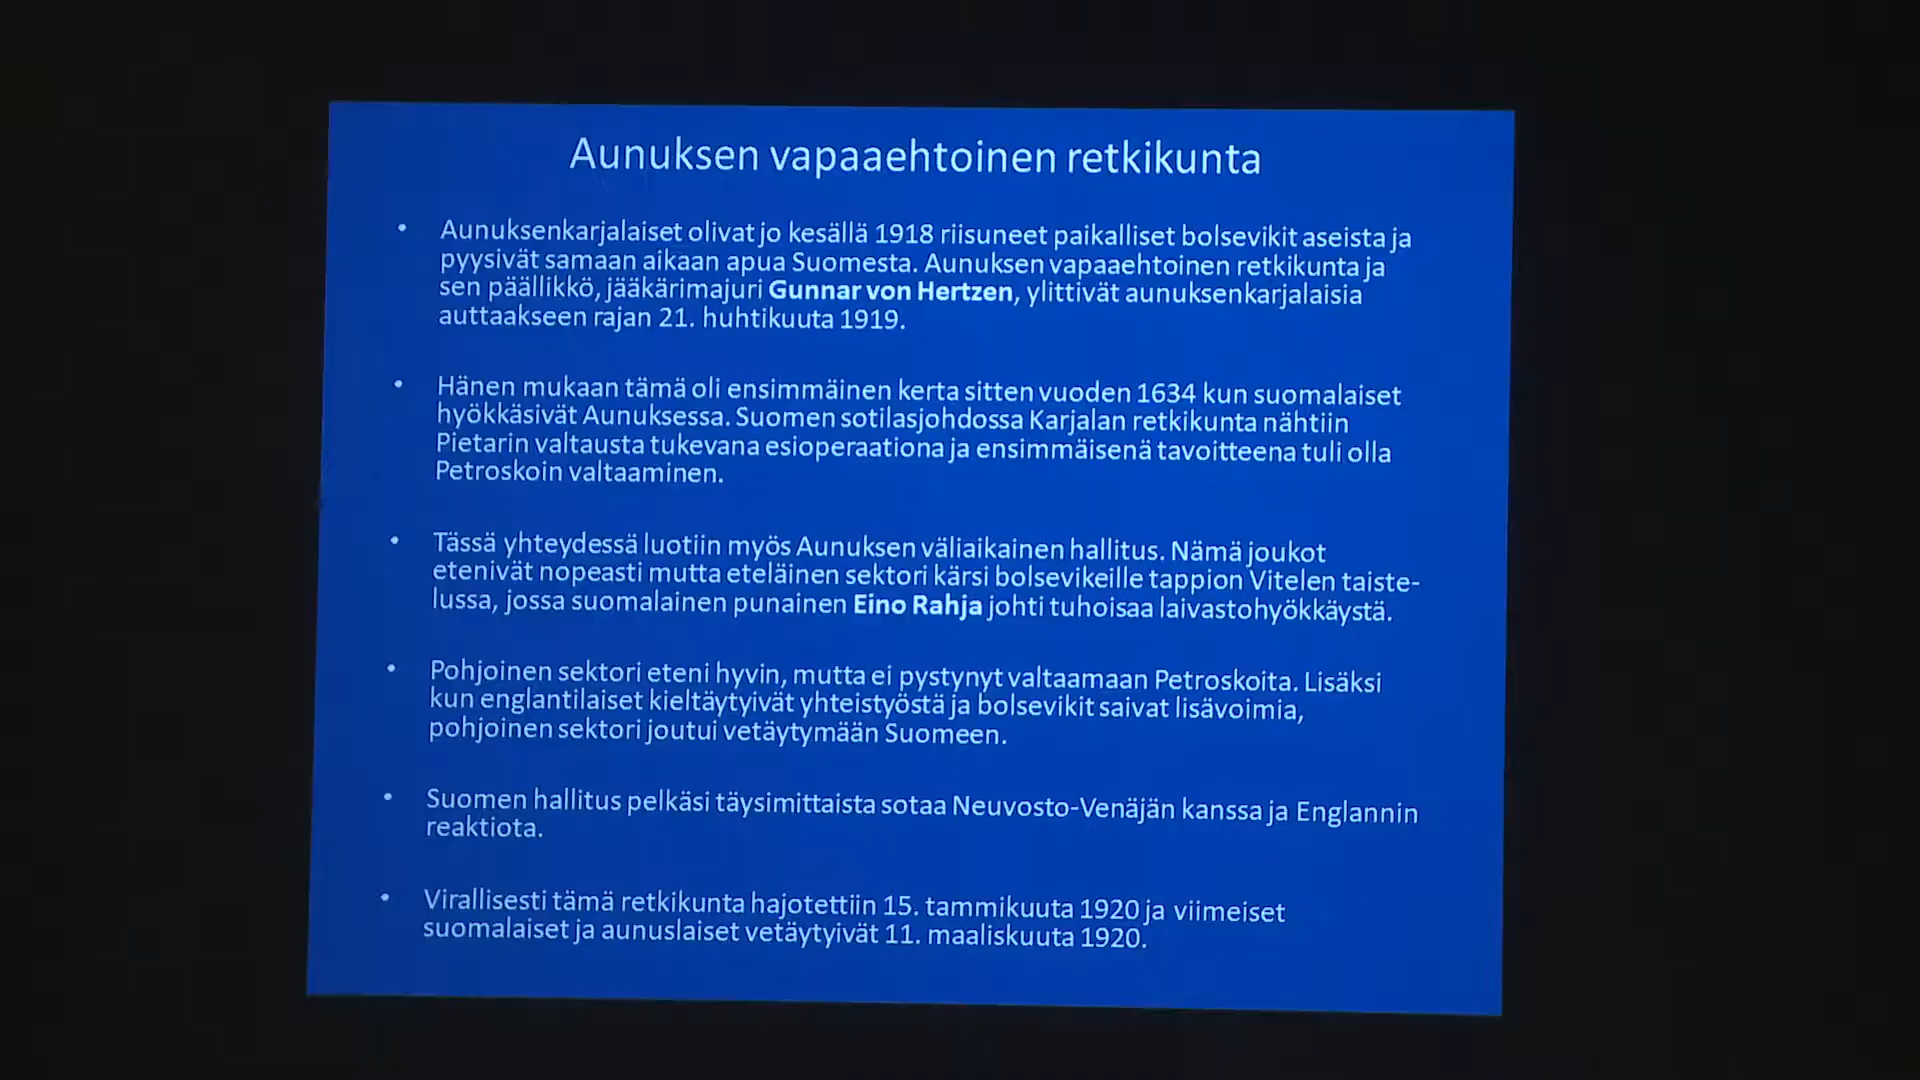 Aunuksen vapaaehtoinen retkikunta
• Aunuksenkarjalaiset olivat jo kesällä 1918 riisuneet paikalliset bolsevikit aseista ja
pyysivät samaan aikaan apua Suomesta. Aunuksen vapaaehtoinen retkikunta ja
sen päällikkö, jääkärimajuri Gunnar von Hertzen, ylittivät aunuksenkarjalaisia
auttaakseen rajan 21. huhtikuuta 1919.
• Hänen mukaan tämä oli ensimmäinen kerta sitten vuoden 1634 kun suomalaiset
hyökkäsivät Aunuksessa. Suomen sotilasjohdossa Karjalan retkikunta nähtiin
Pietarin valtausta tukevana esioperaationa ja ensimmäisenä tavoitteena tuli olla
Petroskoin valtaaminen.
• Tässä yhteydessä luotiin myös Aunuksen väliaikainen hallitus. Nämä joukot
etenivät nopeasti mutta eteläinen sektori kärsi bolsevikeille tappion Vitelen taiste-
lussa, jossa suomalainen punainen Eino Rahja johti tuhoisaa laivastohyökkäystä.
• Pohjoinen sektori eteni hyvin, mutta ei pystynyt valtaamaan Petroskoita. Lisäksi
kun englantilaiset kieltäytyivät yhteistyöstä ja bolsevikit saivat lisävoimia,
pohjoinen sektori joutui vetäytymään Suomeen.
• Suomen hallitus pelkäsi täysimittaista sotaa Neuvosto-Venäjän kanssa ja Englannin
reaktiota.
• Virallisesti tämä retkikunta hajotettiin 15. tammikuuta 1920 ja viimeiset
suomalaiset ja aunuslaiset vetäytyivät 11. maaliskuuta 1920.